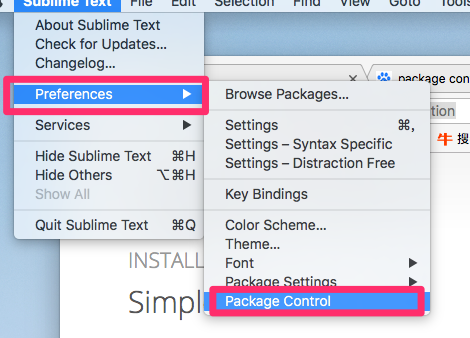 Sublime Text File Edit Selection Find View Goto Tools
About Sublime Text
Check for Updates...
Changelog...
Preferences
Services
Hide Sublime Text ⌘H
Hide Others ⌥⌘H
Show All
Quit Sublime Text ⌘Q
Browse Packages...
Settings ⌘,
Settings – Syntax Specific
Settings – Distraction Free
Key Bindings
Color Scheme...
Theme...
Font
Package Settings
Package Control
package con
tion
牛 搜
INSTALL
Simpl